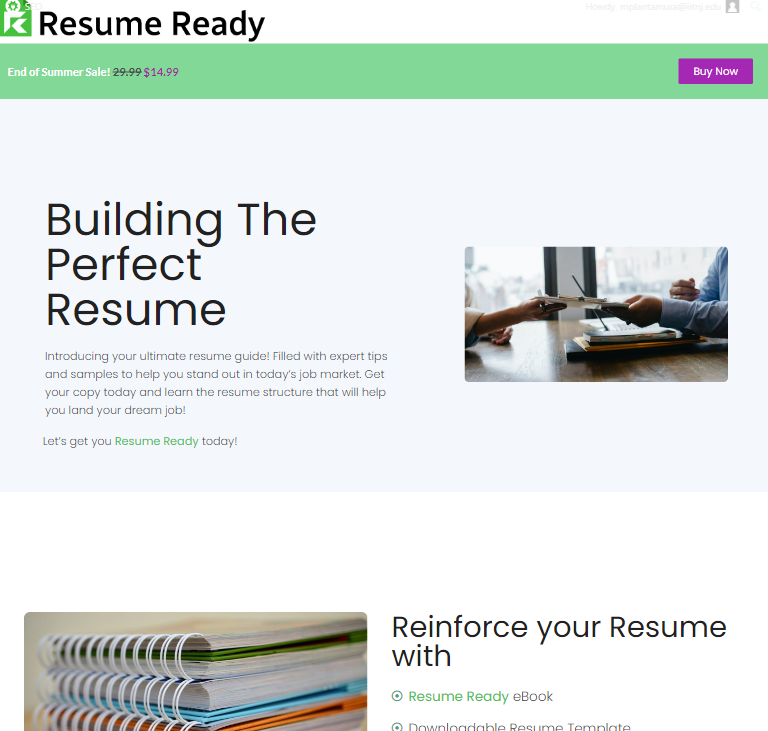 Howdy, 
Resume Ready
End of Summer Sale! 29.99 $14.99
Buy Now
Building The
Perfect
Resume
Introducing your ultimate resume guide! Filled with expert tips
and samples to help you stand out in today's job market. Get
your copy today and learn the resume structure that will help
you land your dream job!
Let's get you Resume Ready today!
Reinforce your Resume
with
Resume Ready eBook
Downloadable Resume Template